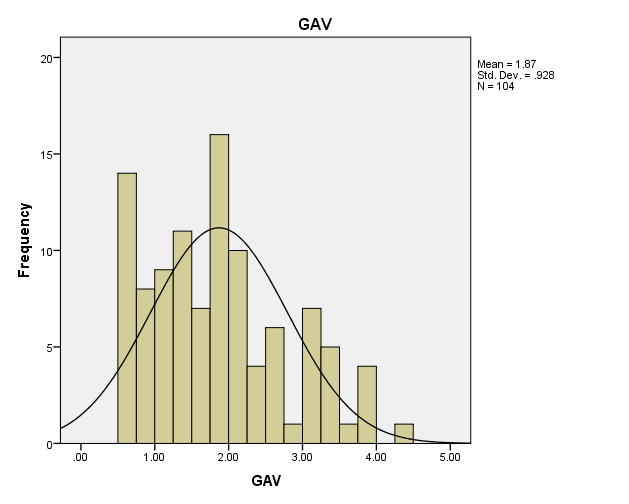 GAV
Mean = 1.87
Std. Dev. = .928
N = 104
20
15
10
5
0
Frequency
.00 1.00 2.00 3.00 4.00 5.00
GAV